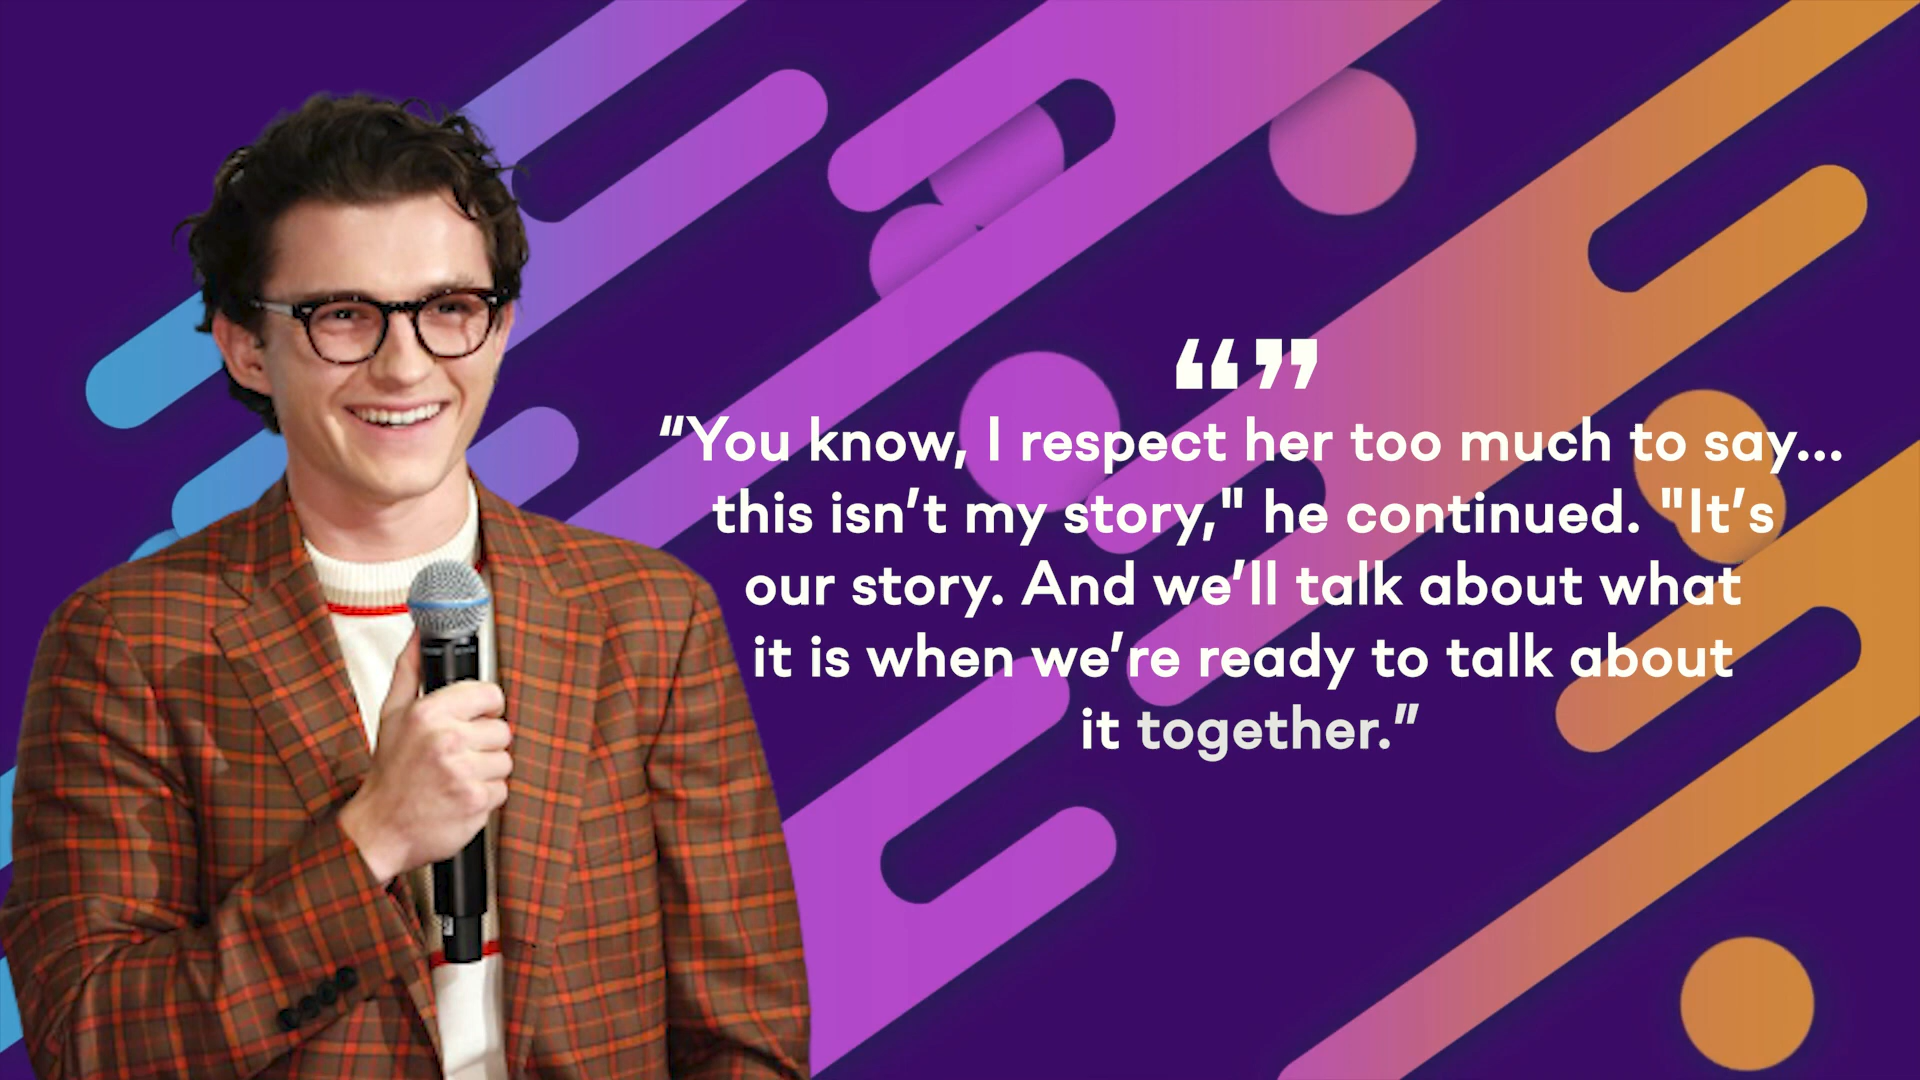 “”
“You know, I respect her too much to say...
this isn’t my story," he continued. "It’s
our story. And we’ll talk about what
it is when we’re ready to talk about
it together.”